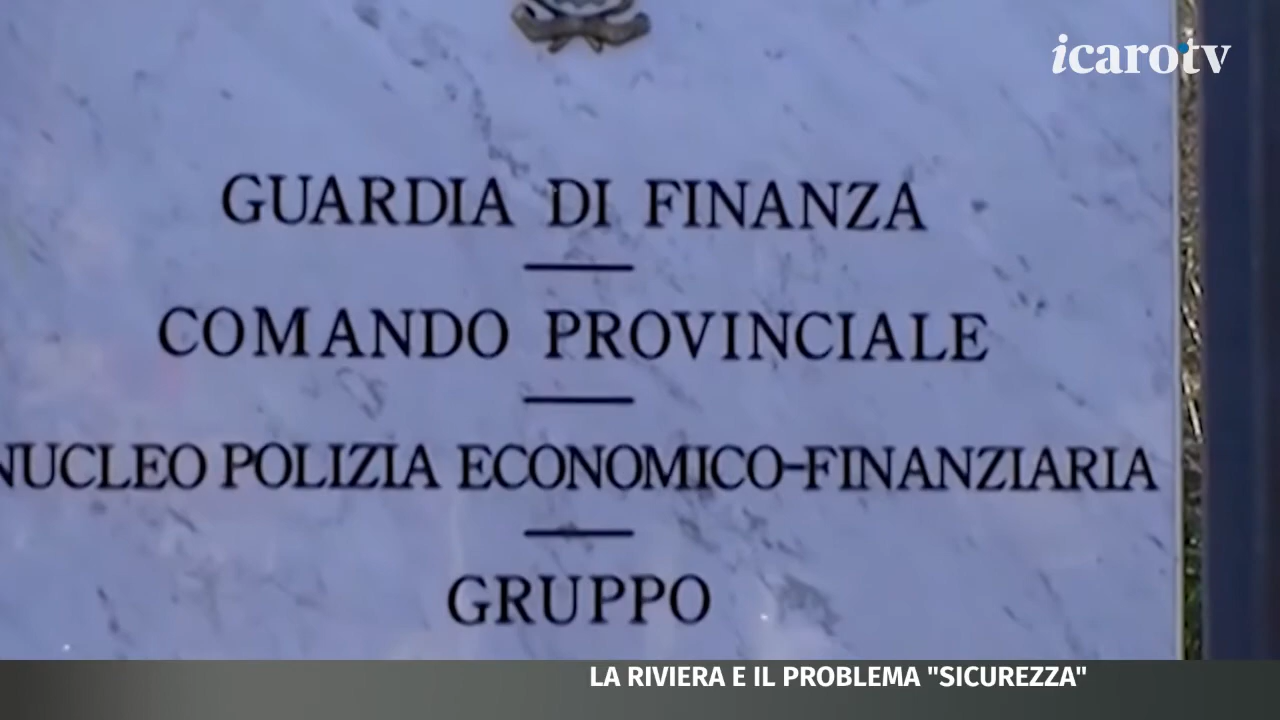 icarotv
GUARDIA DI FINANZA
COMANDO PROVINCIALE
NUCLEO POLIZIA ECONOMICO-FINANZIARIA
GRUPPO
LA RIVIERA E IL PROBLEMA "SICUREZZA"